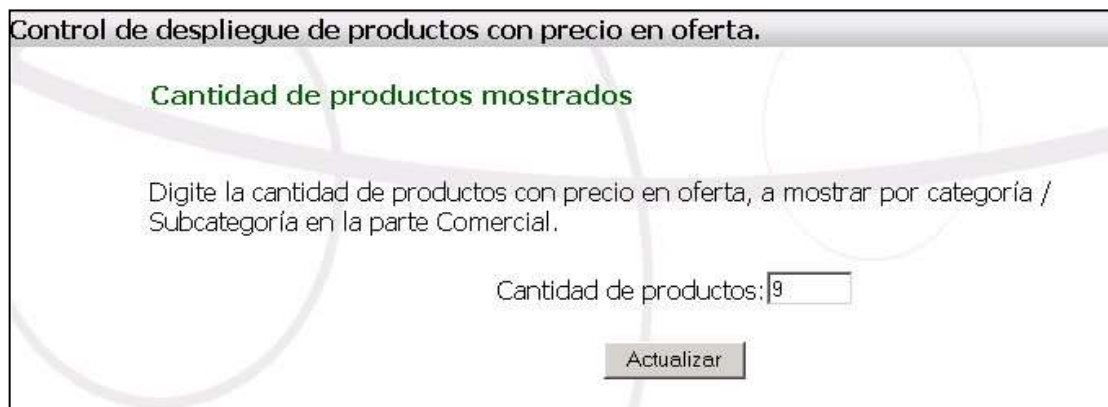 Control de despliegue de productos con precio en oferta.
Cantidad de productos mostrados
Digite la cantidad de productos con precio en oferta, a mostrar por categoría /
Subcategoría en la parte Comercial.
Cantidad de productos: 9
Actualizar